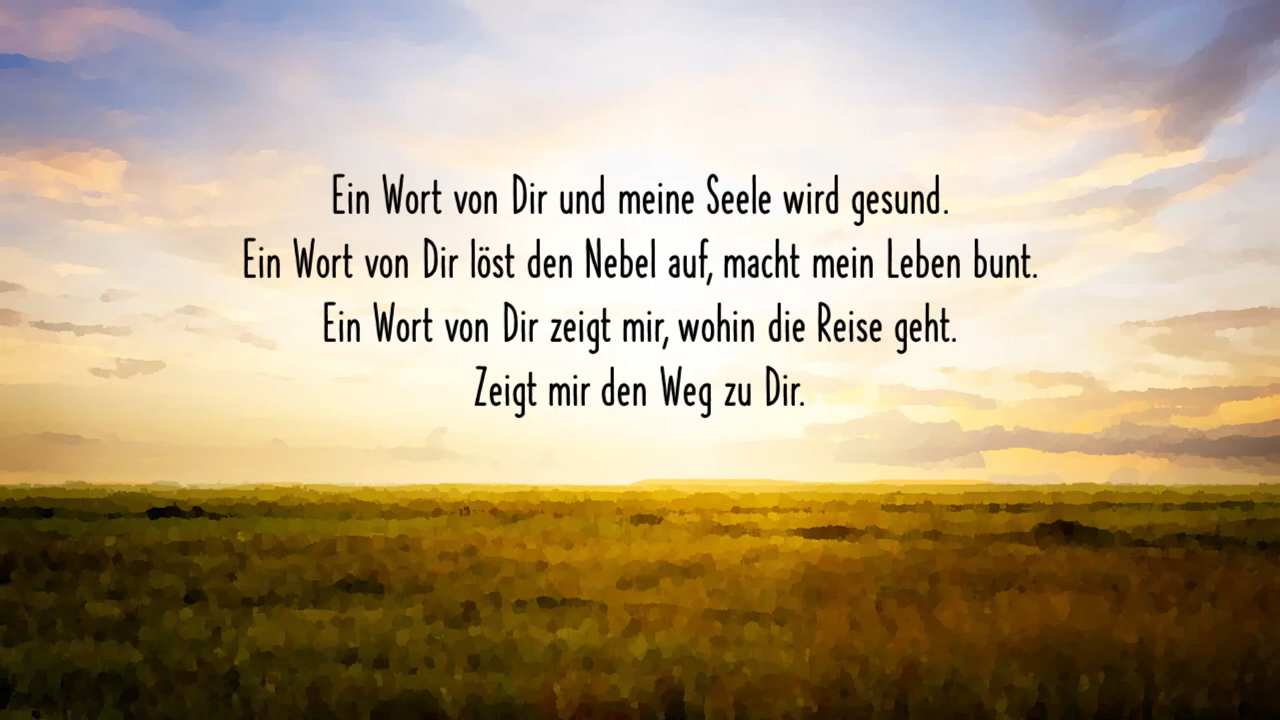 Ein Wort von Dir und meine Seele wird gesund.
Ein Wort von Dir löst den Nebel auf, macht mein Leben bunt.
Ein Wort von Dir zeigt mir, wohin die Reise geht.
Zeigt mir den Weg zu Dir.